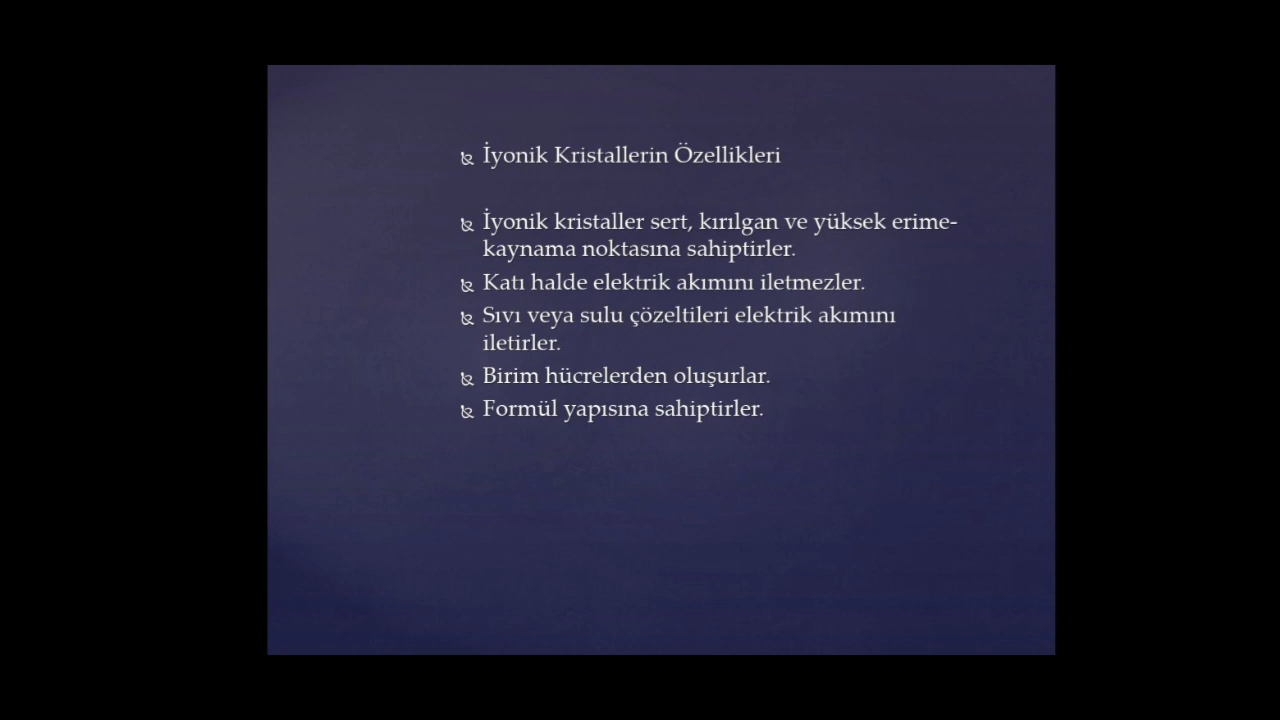 İyonik Kristallerin Özellikleri
İyonik kristaller sert, kırılgan ve yüksek erime-
kaynama noktasına sahiptirler.
Katı halde elektrik akımını iletmezler.
Sıvı veya sulu çözeltileri elektrik akımını
iletirler.
Birim hücrelerden oluşurlar.
Formül yapısına sahiptirler.